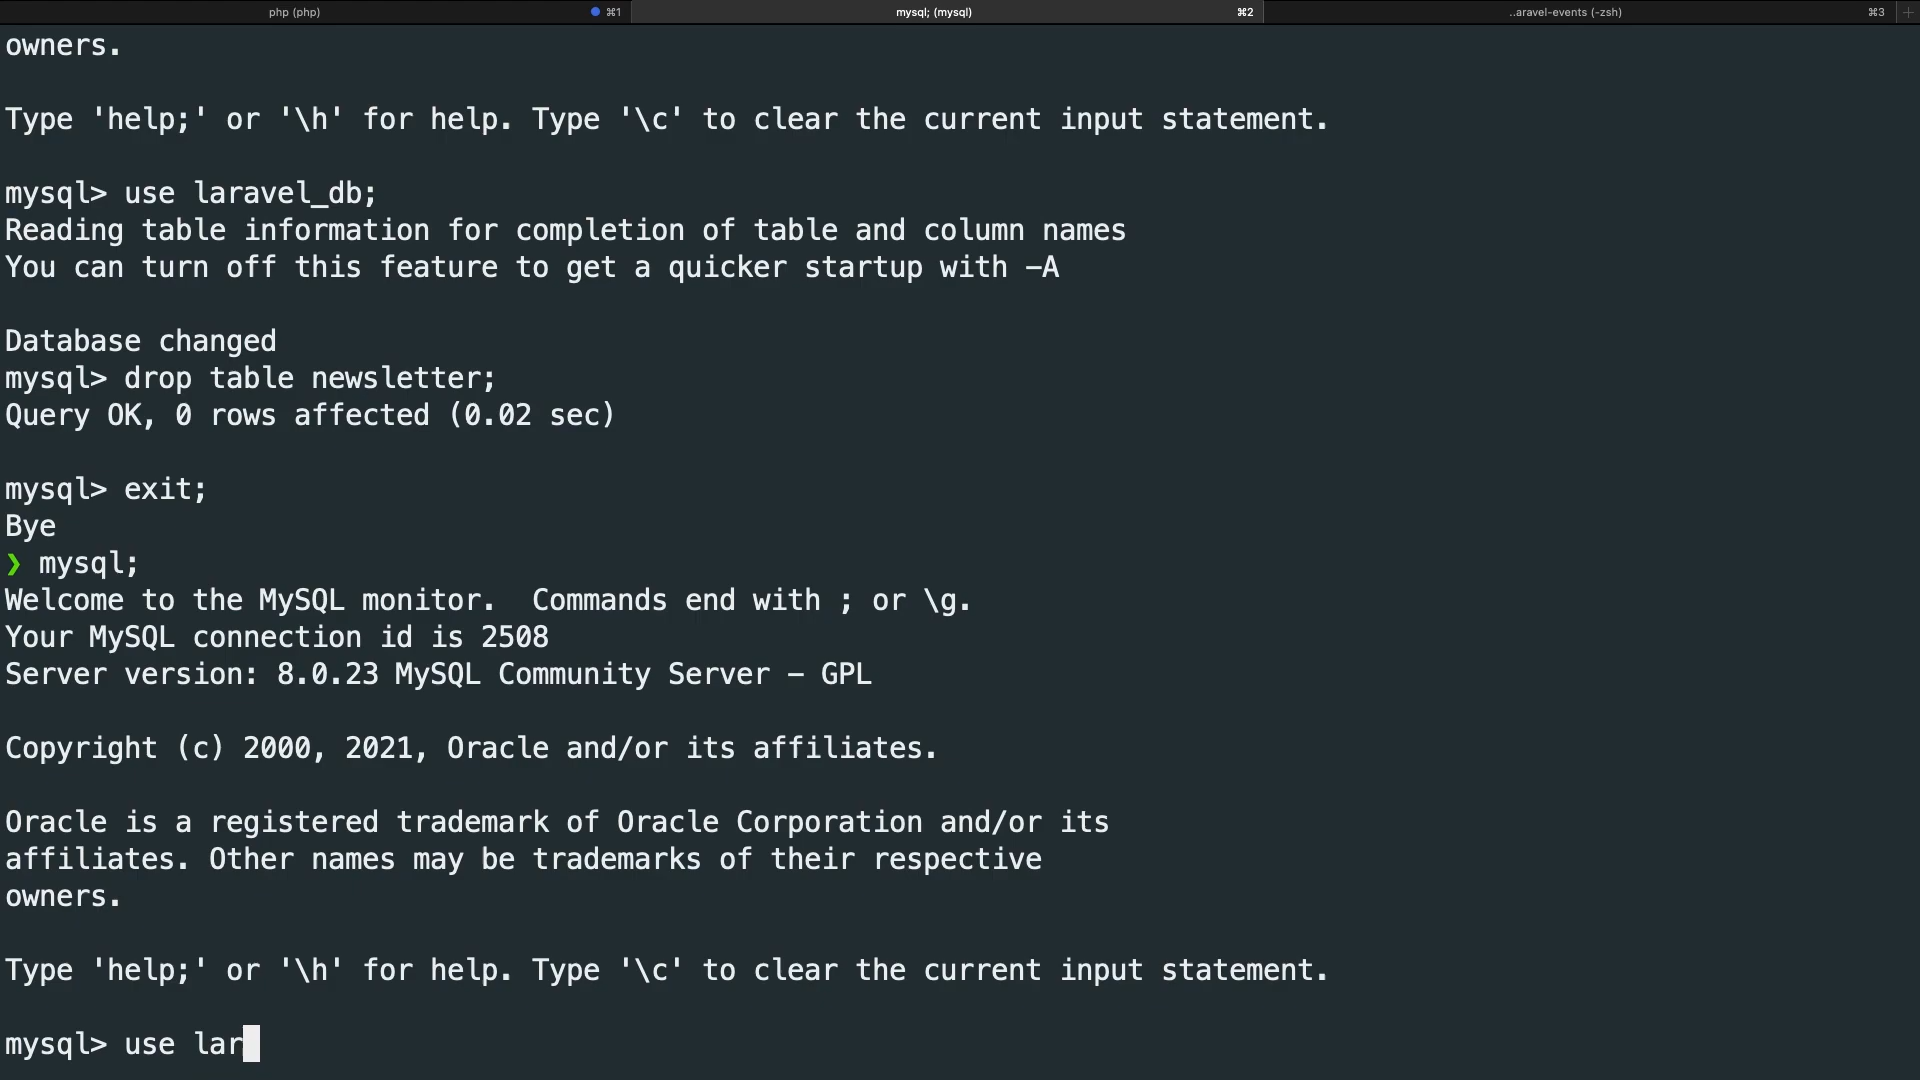 php (php) ⌘1 mysql; (mysql) ⌘2 ..aravel-events (-zsh) ⌘3 +
owners.
Type 'help;' or '\h' for help. Type '\c' to clear the current input statement.
mysql> use laravel_db;
Reading table information for completion of table and column names
You can turn off this feature to get a quicker startup with -A
Database changed
mysql> drop table newsletter;
Query OK, 0 rows affected (0.02 sec)
mysql> exit;
Bye
❯ mysql;
Welcome to the MySQL monitor.  Commands end with ; or \g.
Your MySQL connection id is 2508
Server version: 8.0.23 MySQL Community Server - GPL
Copyright (c) 2000, 2021, Oracle and/or its affiliates.
Oracle is a registered trademark of Oracle Corporation and/or its
affiliates. Other names may be trademarks of their respective
owners.
Type 'help;' or '\h' for help. Type '\c' to clear the current input statement.
mysql> use lar